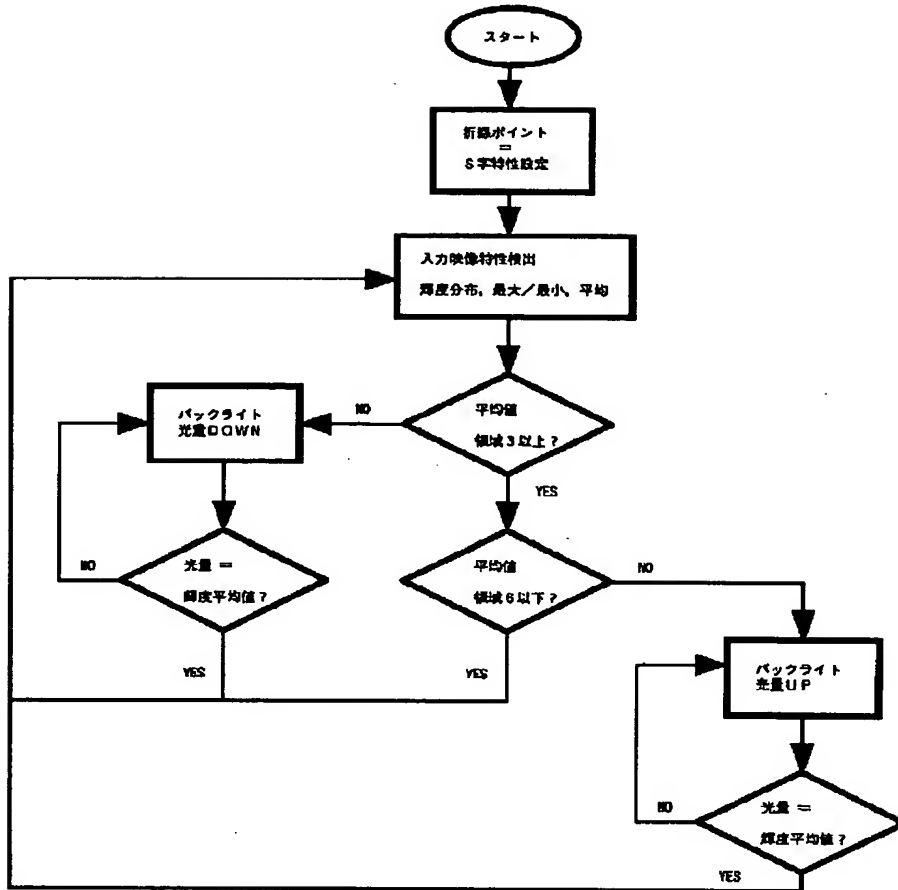 スタート
折線ポイント
=
S字特性設定
入力映像特性検出
輝度分布,最大/最小,平均
平均値
領域3以上?
NO
バックライト
光量DOWN
YES
光量 =
輝度平均値?
NO
YES
平均値
領域6以下?
NO
YES
バックライト
光量UP
光量 =
輝度平均値?
NO
YES